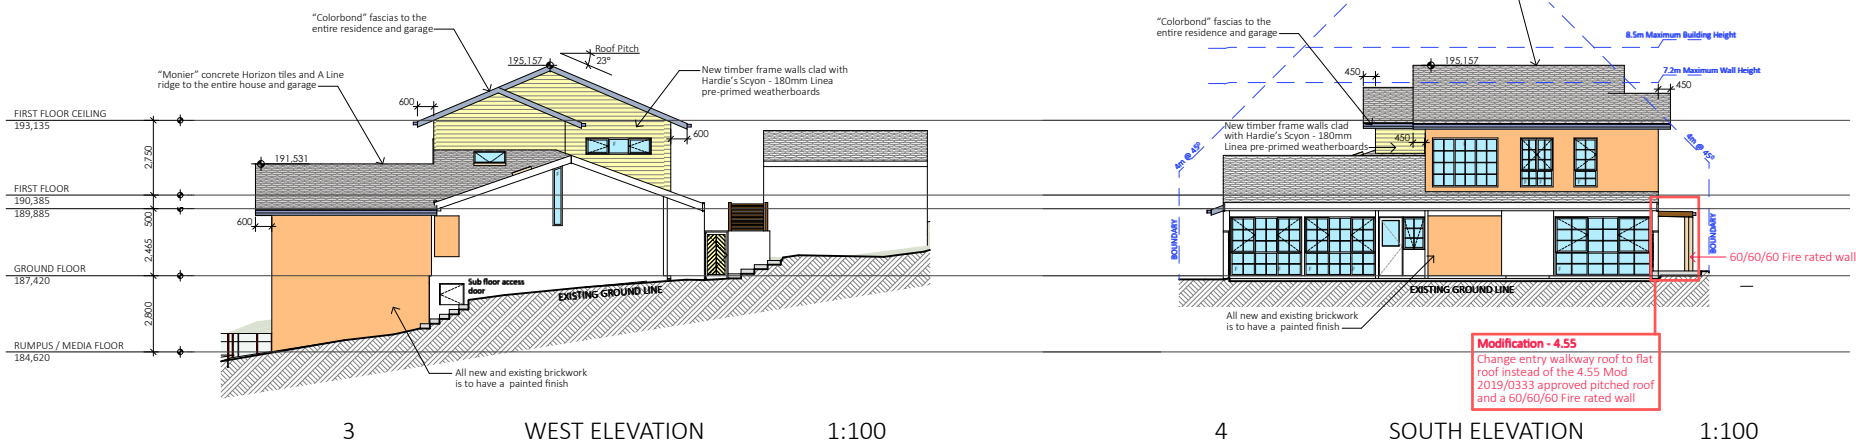 "Colorbond" fascias to the
entire residence and garage
195,157
Roof Pitch
23°
"Monier" concrete Horizon tiles and A Line
ridge to the entire house and garage
New timber frame walls clad with
Hardie's Scyon - 180mm Linea
pre-primed weatherboards
600
600
FIRST FLOOR CEILING
193,135
2,750
191,531
FIRST FLOOR
190,385
189,885
500
600
2,465
GROUND FLOOR
187,420
Sub floor access
door
EXISTING GROUND LINE
2,800
RUMPUS / MEDIA FLOOR
184,620
All new and existing brickwork
is to have a painted finish
3 WEST ELEVATION 1:100
"Colorbond" fascias to the
entire residence and garage
8.5m Maximum Building Height
195,157
7.2m Maximum Wall Height
450
450
New timber frame walls clad
with Hardie's Scyon - 180mm
Linea pre-primed weatherboards
450
4m @ 45°
4m @ 45°
BOUNDARY
BOUNDARY
60/60/60 Fire rated wall
EXISTING GROUND LINE
All new and existing brickwork
is to have a painted finish
Modification - 4.55
Change entry walkway roof to flat
roof instead of the 4.55 Mod
2019/0333 approved pitched roof
and a 60/60/60 Fire rated wall
4 SOUTH ELEVATION 1:100